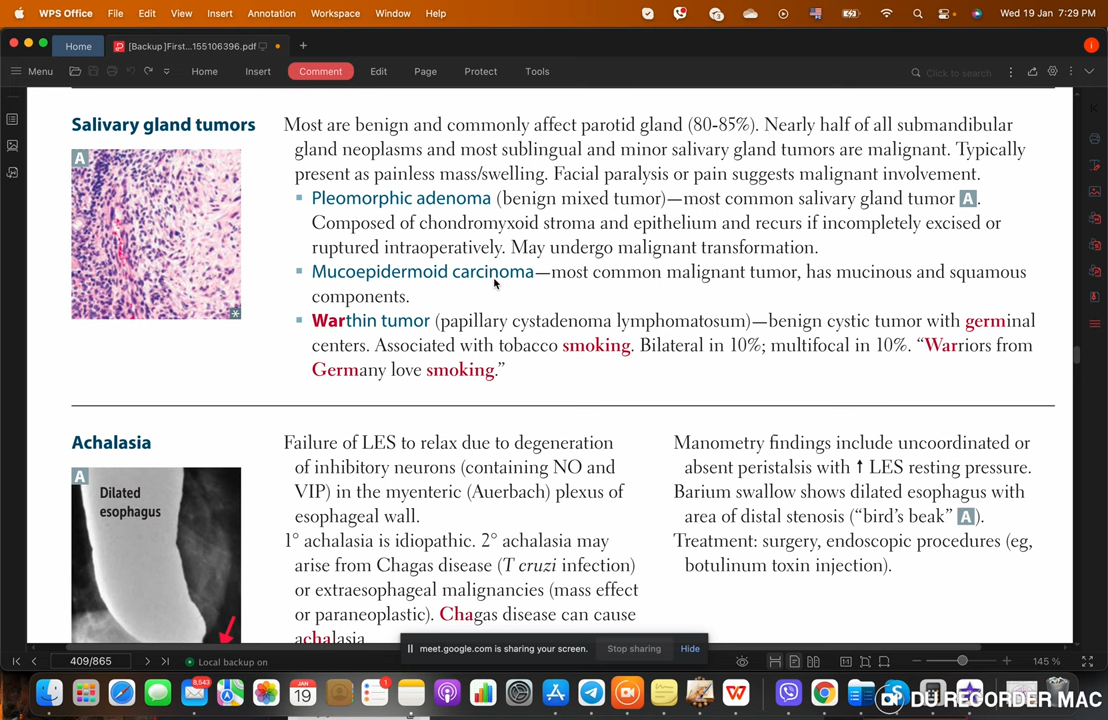 WPS Office File Edit View Insert Annotation Workspace Window Help
3
Wed 19 Jan 7:29 PM
Home
[Backup]First...155106396.pdf
i
Menu
Home Insert Comment Edit Page Protect Tools
Click to search
Salivary gland tumors
A
Most are benign and commonly affect parotid gland (80-85%). Nearly half of all submandibular
gland neoplasms and most sublingual and minor salivary gland tumors are malignant. Typically
present as painless mass/swelling. Facial paralysis or pain suggests malignant involvement.
Pleomorphic adenoma (benign mixed tumor)—most common salivary gland tumor A.
Composed of chondromyxoid stroma and epithelium and recurs if incompletely excised or
ruptured intraoperatively. May undergo malignant transformation.
Mucoepidermoid carcinoma—most common malignant tumor, has mucinous and squamous
components.
Warthin tumor (papillary cystadenoma lymphomatosum)—benign cystic tumor with germinal
centers. Associated with tobacco smoking. Bilateral in 10%; multifocal in 10%. “Warriors from
Germany love smoking.”
Achalasia
A
Dilated
esophagus
Failure of LES to relax due to degeneration
of inhibitory neurons (containing NO and
VIP) in the myenteric (Auerbach) plexus of
esophageal wall.
1° achalasia is idiopathic. 2° achalasia may
arise from Chagas disease (T cruzi infection)
or extraesophageal malignancies (mass effect
or paraneoplastic). Chagas disease can cause
achalasia.
Manometry findings include uncoordinated or
absent peristalsis with ↑ LES resting pressure.
Barium swallow shows dilated esophagus with
area of distal stenosis (“bird’s beak” A).
Treatment: surgery, endoscopic procedures (eg,
botulinum toxin injection).
meet.google.com is sharing your screen. Stop sharing Hide
409/865
Local backup on
145 %
8,543
JAN
19
1
DU RECORDER MAC